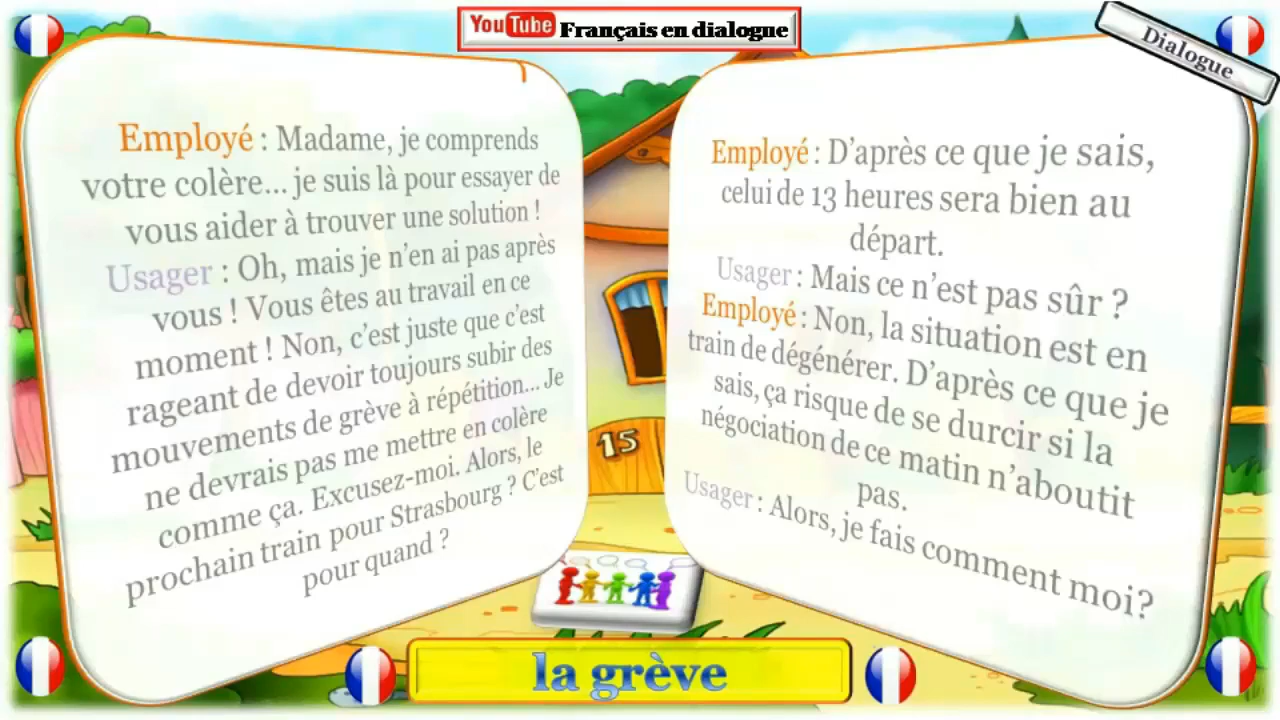 YouTube Français en dialogue
Dialogue
Employé : Madame, je comprends
votre colère... je suis là pour essayer de
vous aider à trouver une solution !
Usager : Oh, mais je n'en ai pas après
vous ! Vous êtes au travail en ce
moment ! Non, c'est juste que c'est
rageant de devoir toujours subir des
mouvements de grève à répétition... Je
ne devrais pas me mettre en colère
comme ça. Excusez-moi. Alors, le
prochain train pour Strasbourg ? C'est
pour quand ?
Employé : D'après ce que je sais,
celui de 13 heures sera bien au
départ.
Usager : Mais ce n'est pas sûr ?
Employé : Non, la situation est en
train de dégénérer. D'après ce que je
sais, ça risque de se durcir si la
négociation de ce matin n'aboutit
pas.
Usager : Alors, je fais comment moi?
15
la grève